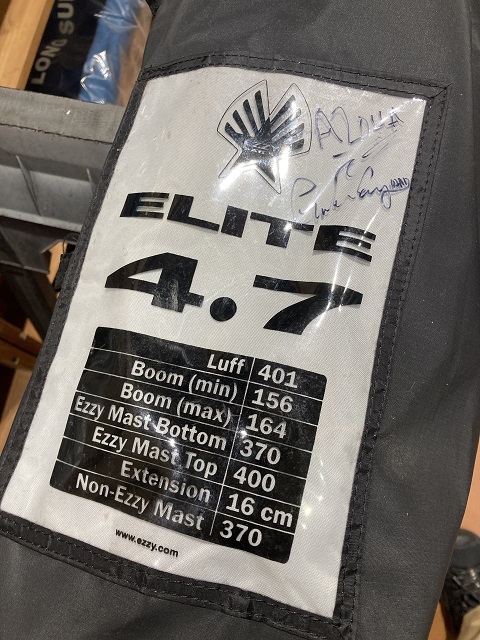 LONG SU
ELITE
4.7
Luff 401
Boom (min) 156
Boom (max) 164
Ezzy Mast Bottom 370
Ezzy Mast Top 400
Extension 16 cm
Non-Ezzy Mast 370
www.ezzy.com